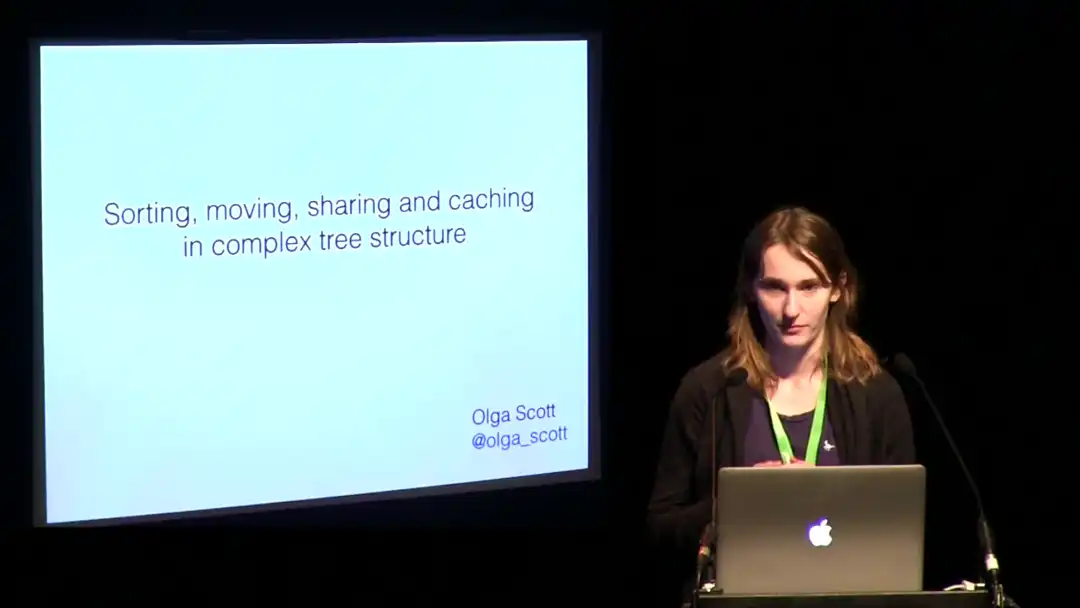 Sorting, moving, sharing and caching
in complex tree structure
Olga Scott
@olga_scott